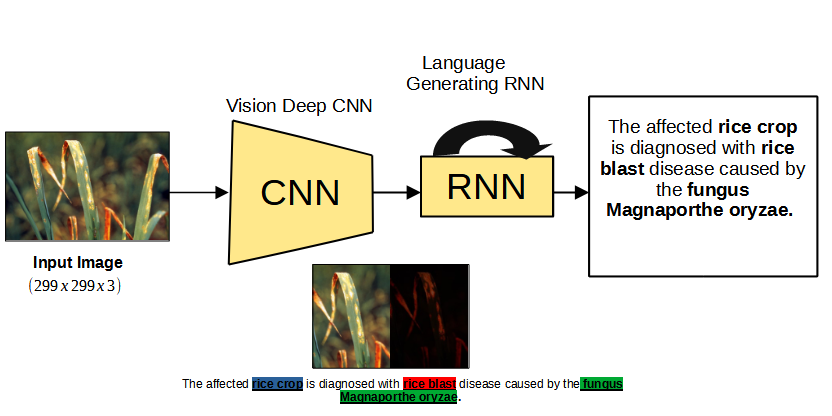 Language
Generating RNN
Vision Deep CNN
CNN
RNN
The affected rice crop
is diagnosed with rice
blast disease caused by
the fungus
Magnaporthe oryzae.
Input Image
(299 x 299 x 3)
The affected rice crop is diagnosed with rice blast disease caused by the fungus
Magnaporthe oryzae.